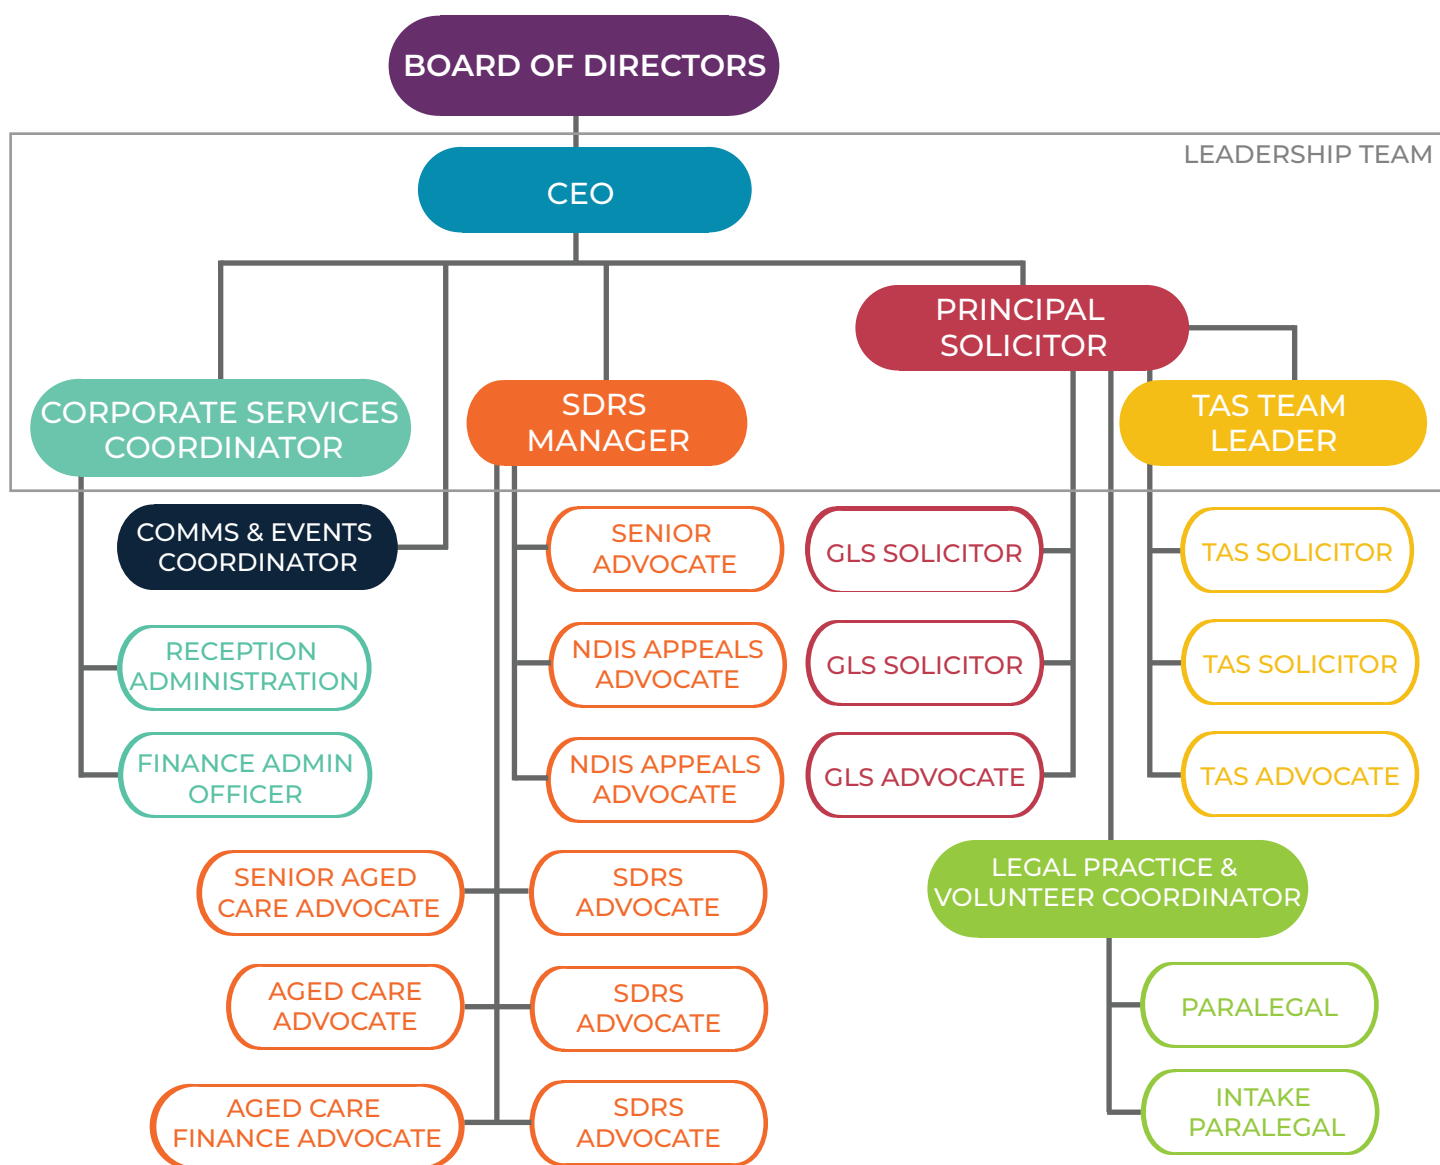 BOARD OF DIRECTORS
LEADERSHIP TEAM
CEO
PRINCIPAL
SOLICITOR
CORPORATE SERVICES
COORDINATOR
SDRS
MANAGER
TAS TEAM
LEADER
COMMS & EVENTS
COORDINATOR
SENIOR
ADVOCATE
GLS SOLICITOR
TAS SOLICITOR
RECEPTION
ADMINISTRATION
NDIS APPEALS
ADVOCATE
GLS SOLICITOR
TAS SOLICITOR
FINANCE ADMIN
OFFICER
NDIS APPEALS
ADVOCATE
GLS ADVOCATE
TAS ADVOCATE
SENIOR AGED
CARE ADVOCATE
SDRS
ADVOCATE
LEGAL PRACTICE &
VOLUNTEER COORDINATOR
AGED CARE
ADVOCATE
SDRS
ADVOCATE
PARALEGAL
AGED CARE
FINANCE ADVOCATE
SDRS
ADVOCATE
INTAKE
PARALEGAL